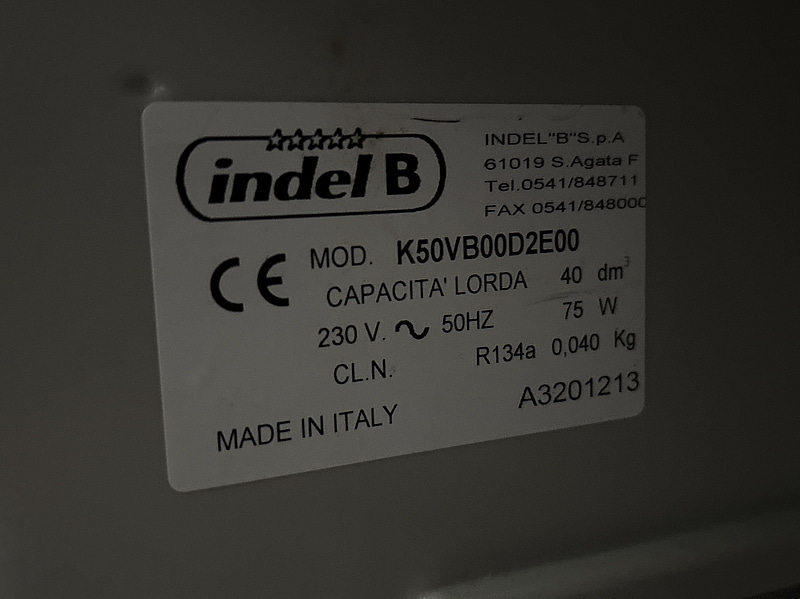 indel B
INDEL"B"S.p.A
61019 S.Agata F
Tel.0541/848711
FAX 0541/848000
CE
MOD. K50VB00D2E00
CAPACITA' LORDA 40 dm³
230 V. ~ 50HZ 75 W
CL.N. R134a 0,040 Kg
A3201213
MADE IN ITALY